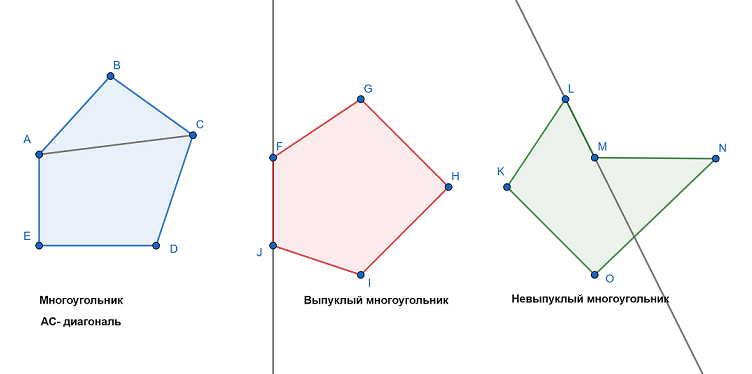 B
C
A
E
D
G
F
H
J
I
L
M
N
K
O
Многоугольник
АС- диагональ
Выпуклый многоугольник
Невыпуклый многоугольник